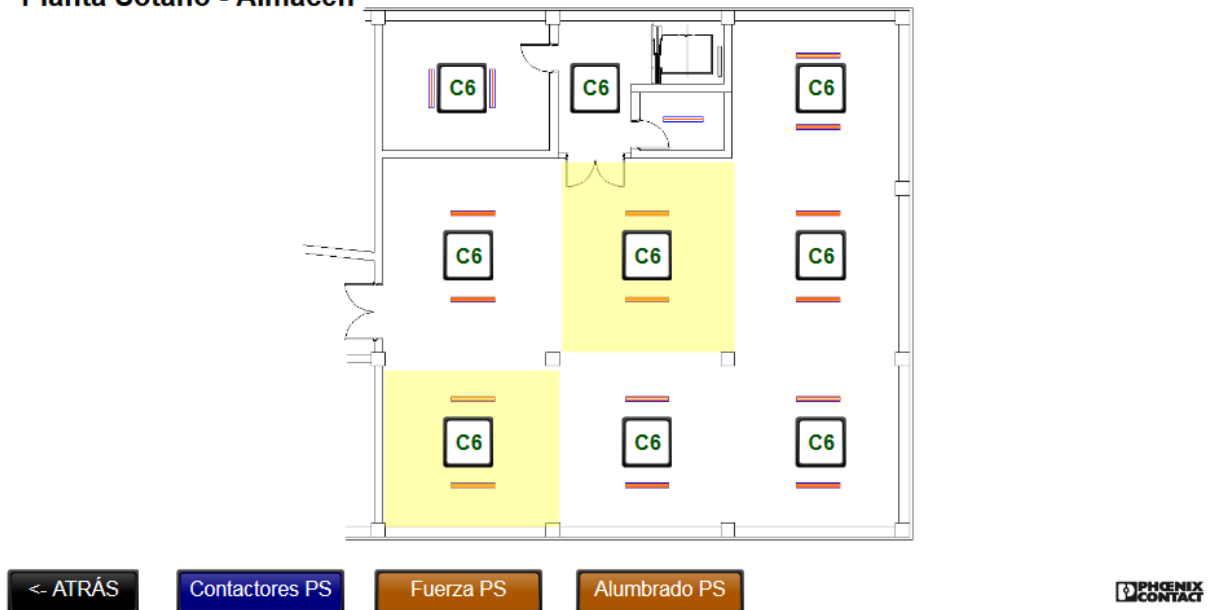 Planta Sótano - Almacén
C6
C6
C6
C6
C6
C6
C6
C6
C6
<- ATRÁS
Contactores PS
Fuerza PS
Alumbrado PS
PHŒNIX
CONTACT